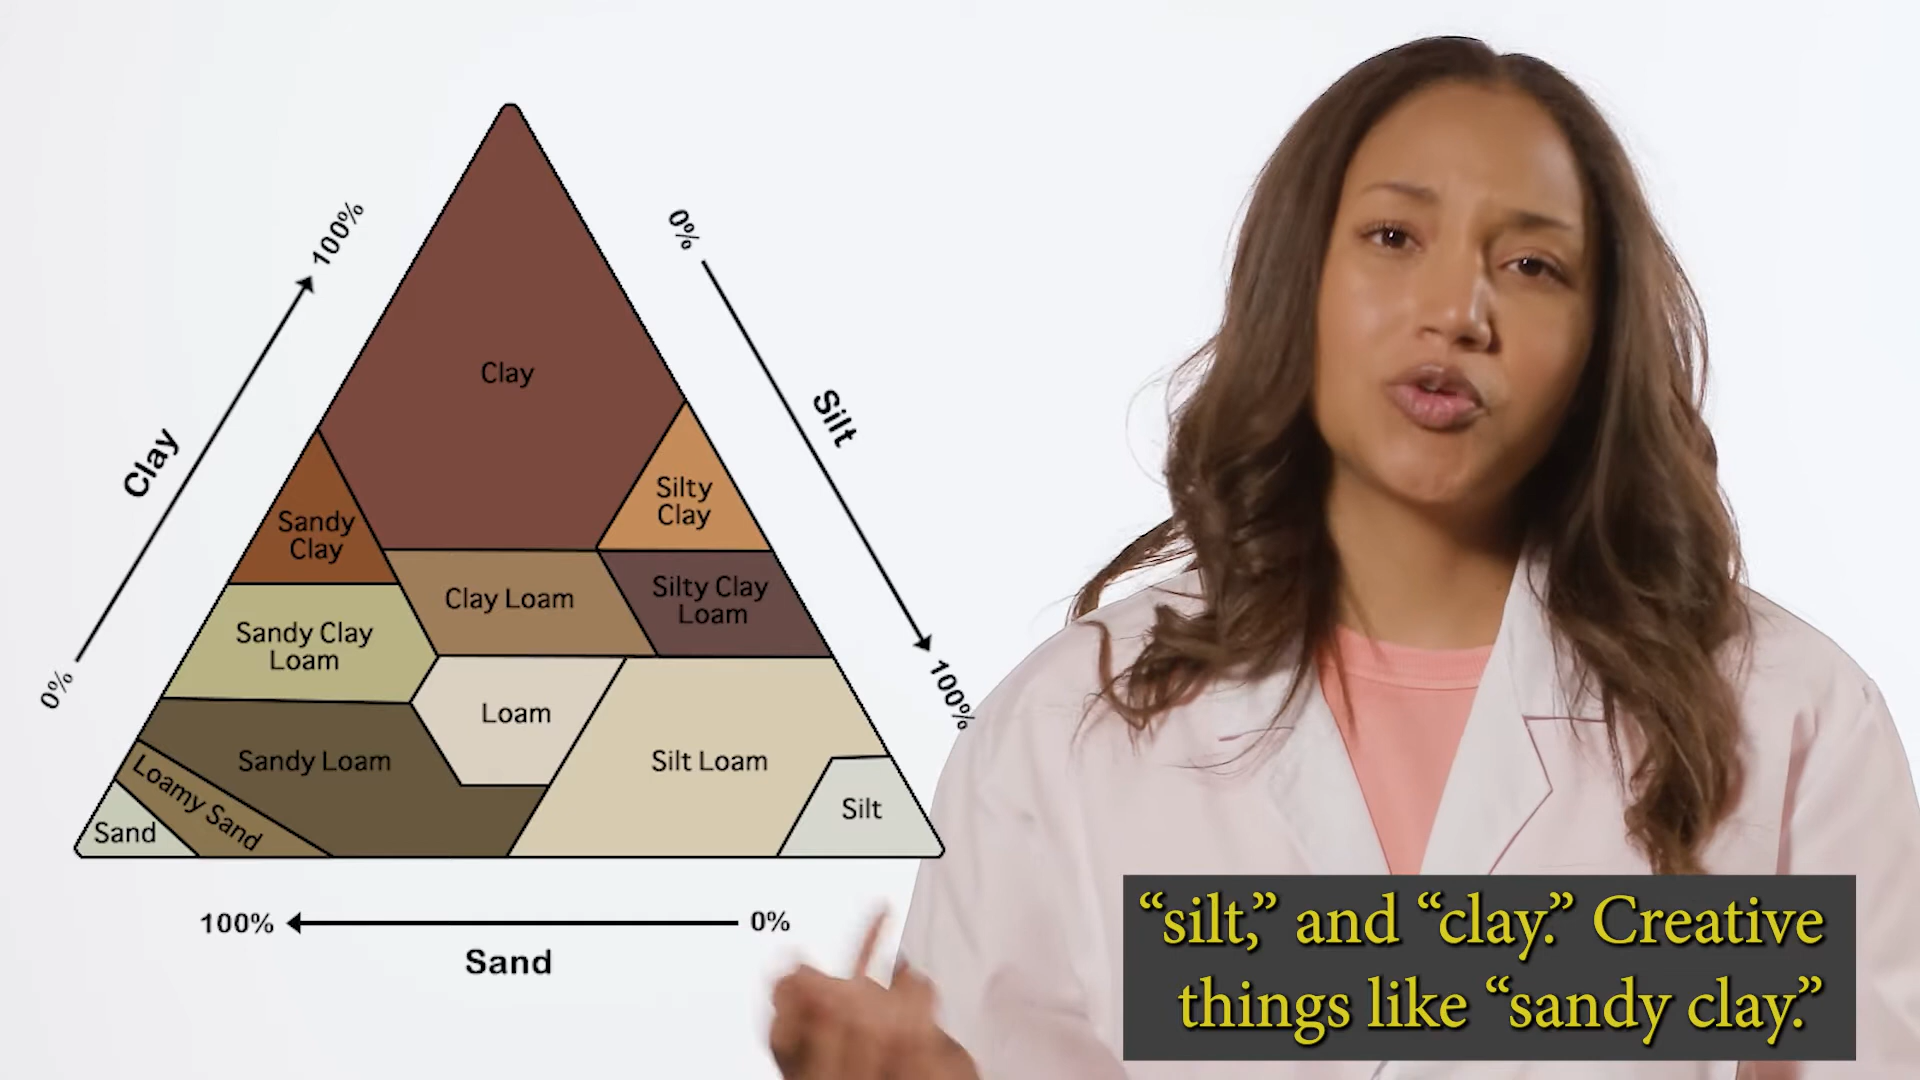 100%
0%
Clay
Clay
Silt
Silty
Clay
Sandy
Clay
Clay Loam
Silty Clay
Loam
Sandy Clay
Loam
0%
100%
Loam
Sandy Loam
Silt Loam
Loamy Sand
Silt
Sand
100%
0%
Sand
“silt,” and “clay.” Creative
things like “sandy clay.”